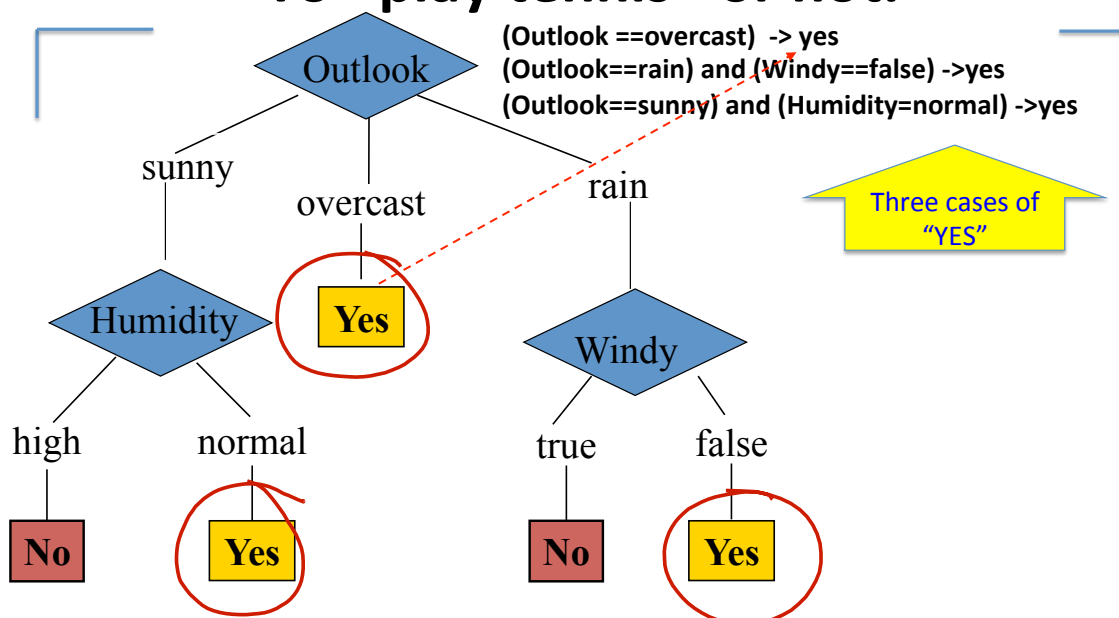 (Outlook ==overcast) -> yes
(Outlook==rain) and (Windy==false) ->yes
(Outlook==sunny) and (Humidity=normal) ->yes
Outlook
sunny
overcast
rain
Three cases of
“YES”
Humidity
Yes
Windy
high
normal
true
false
No
Yes
No
Yes